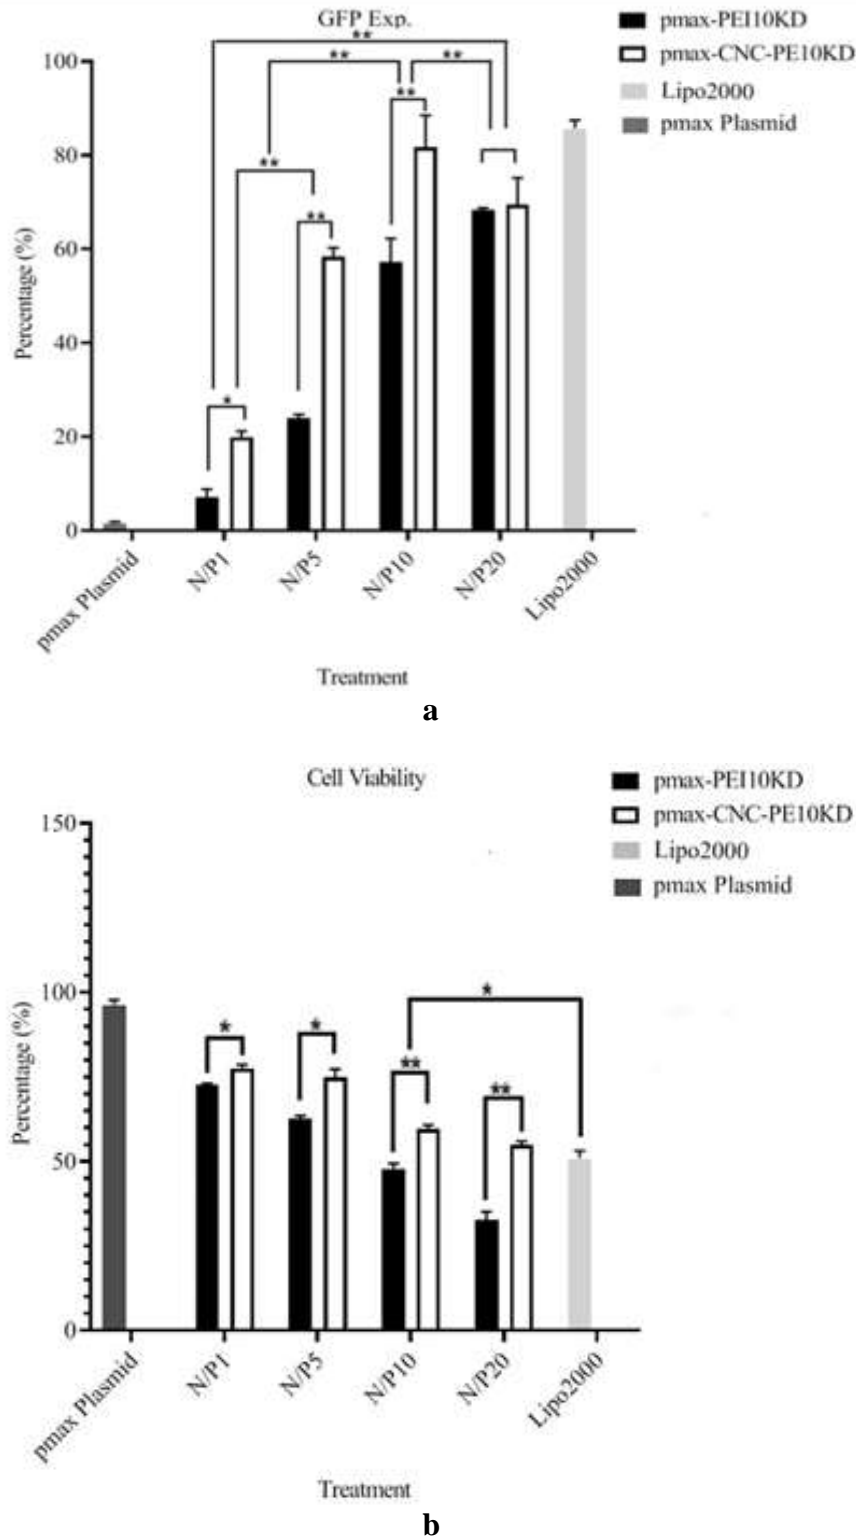 GFP Exp.
pmax-PEI10KD
pmax-CNC-PE10KD
Lipo2000
pmax Plasmid
**
**
**
**
**
**
*
100
80
60
40
20
0
Percentage (%)
pmax Plasmid
N/P1
N/P5
N/P10
N/P20
Lipo2000
Treatment
a
Cell Viability
pmax-PEI10KD
pmax-CNC-PE10KD
Lipo2000
pmax Plasmid
*
*
*
**
**
150
100
50
0
Percentage (%)
pmax Plasmid
N/P1
N/P5
N/P10
N/P20
Lipo2000
Treatment
b